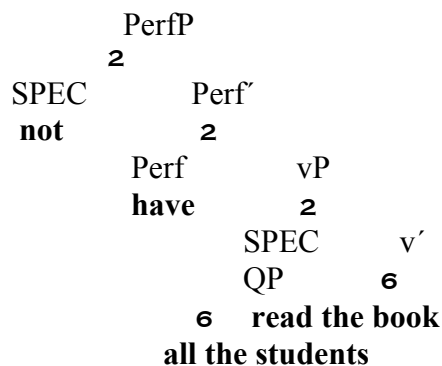 PerfP
2
SPEC Perf´
not 2
Perf vP
have 2
SPEC v´
QP 6
6 read the book
all the students